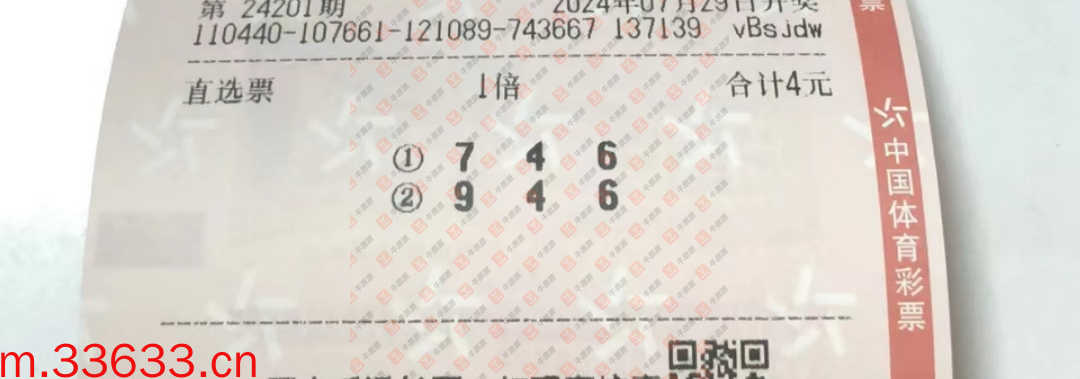 第 24201期 2024年07月29日开奖
110440-107661-121089-743667 137139 vBsJdw
直选票 1倍 合计4元
① 7 4 6
② 9 4 6
票
中国体育彩票
m.33633.cn